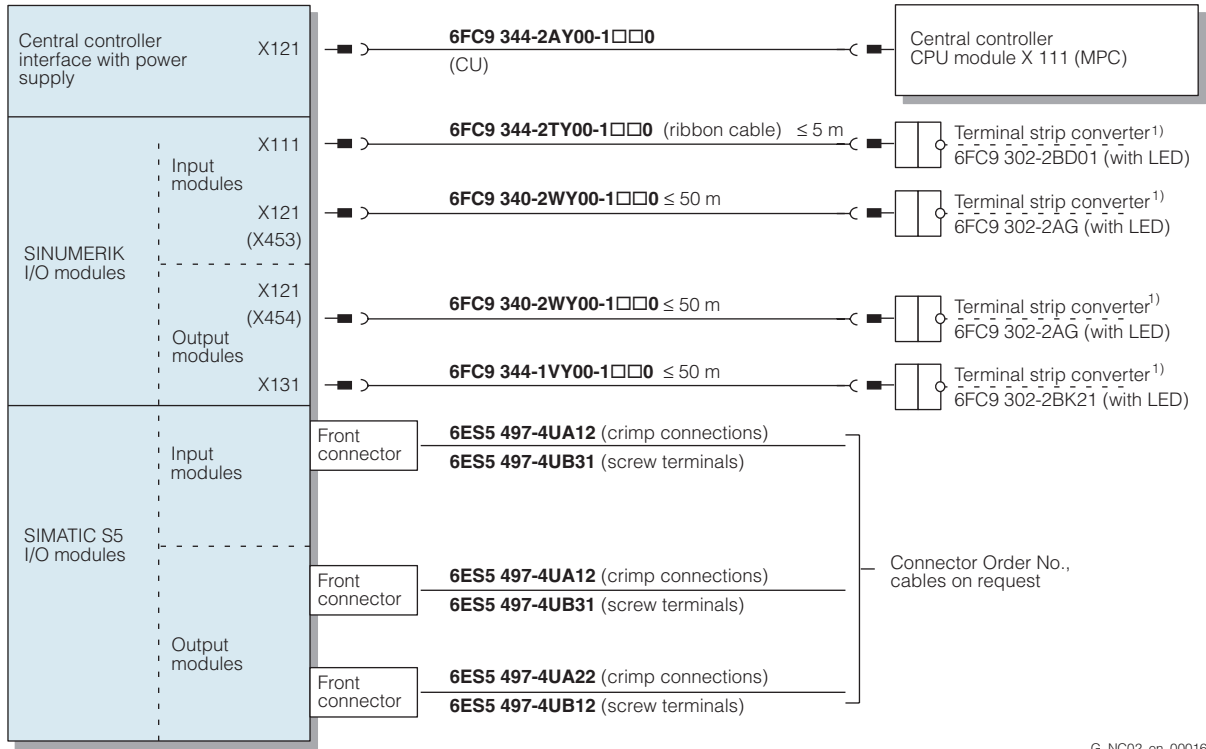 Central controller
interface with power
supply
X121
6FC9 344-2AY00-1□□0
(CU)
Central controller
CPU module X 111 (MPC)
SINUMERIK
I/O modules
Input
modules
X111
6FC9 344-2TY00-1□□0 (ribbon cable) ≤ 5 m
Terminal strip converter1)
6FC9 302-2BD01 (with LED)
X121
(X453)
6FC9 340-2WY00-1□□0 ≤ 50 m
Terminal strip converter1)
6FC9 302-2AG (with LED)
Output
modules
X121
(X454)
6FC9 340-2WY00-1□□0 ≤ 50 m
Terminal strip converter1)
6FC9 302-2AG (with LED)
X131
6FC9 344-1VY00-1□□0 ≤ 50 m
Terminal strip converter1)
6FC9 302-2BK21 (with LED)
SIMATIC S5
I/O modules
Input
modules
Front
connector
6ES5 497-4UA12 (crimp connections)
6ES5 497-4UB31 (screw terminals)
Output
modules
Front
connector
6ES5 497-4UA12 (crimp connections)
6ES5 497-4UB31 (screw terminals)
Front
connector
6ES5 497-4UA22 (crimp connections)
6ES5 497-4UB12 (screw terminals)
Connector Order No.,
cables on request
G_NC02_en_00016